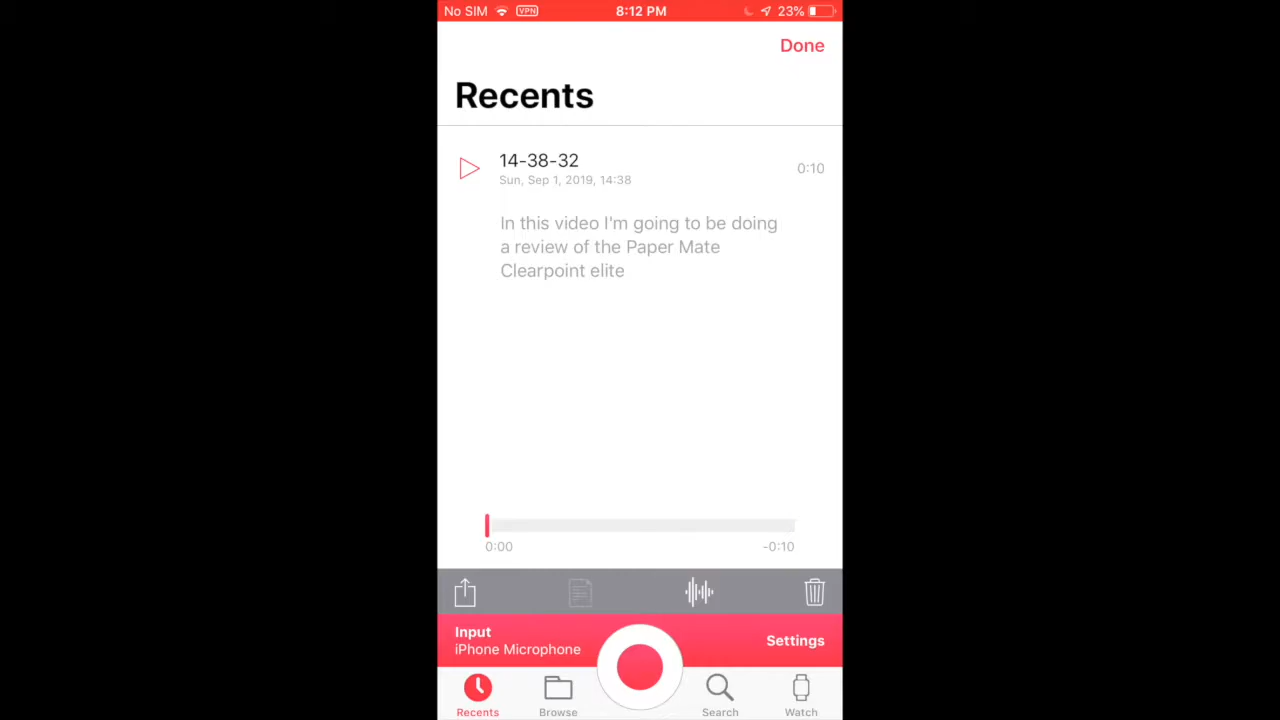 No SIM VPN 8:12 PM 23%
Done
Recents
14-38-32
0:10
Sun, Sep 1, 2019, 14:38
In this video I'm going to be doing
a review of the Paper Mate
Clearpoint elite
0:00 -0:10
Input
iPhone Microphone
Settings
Recents Browse Search Watch